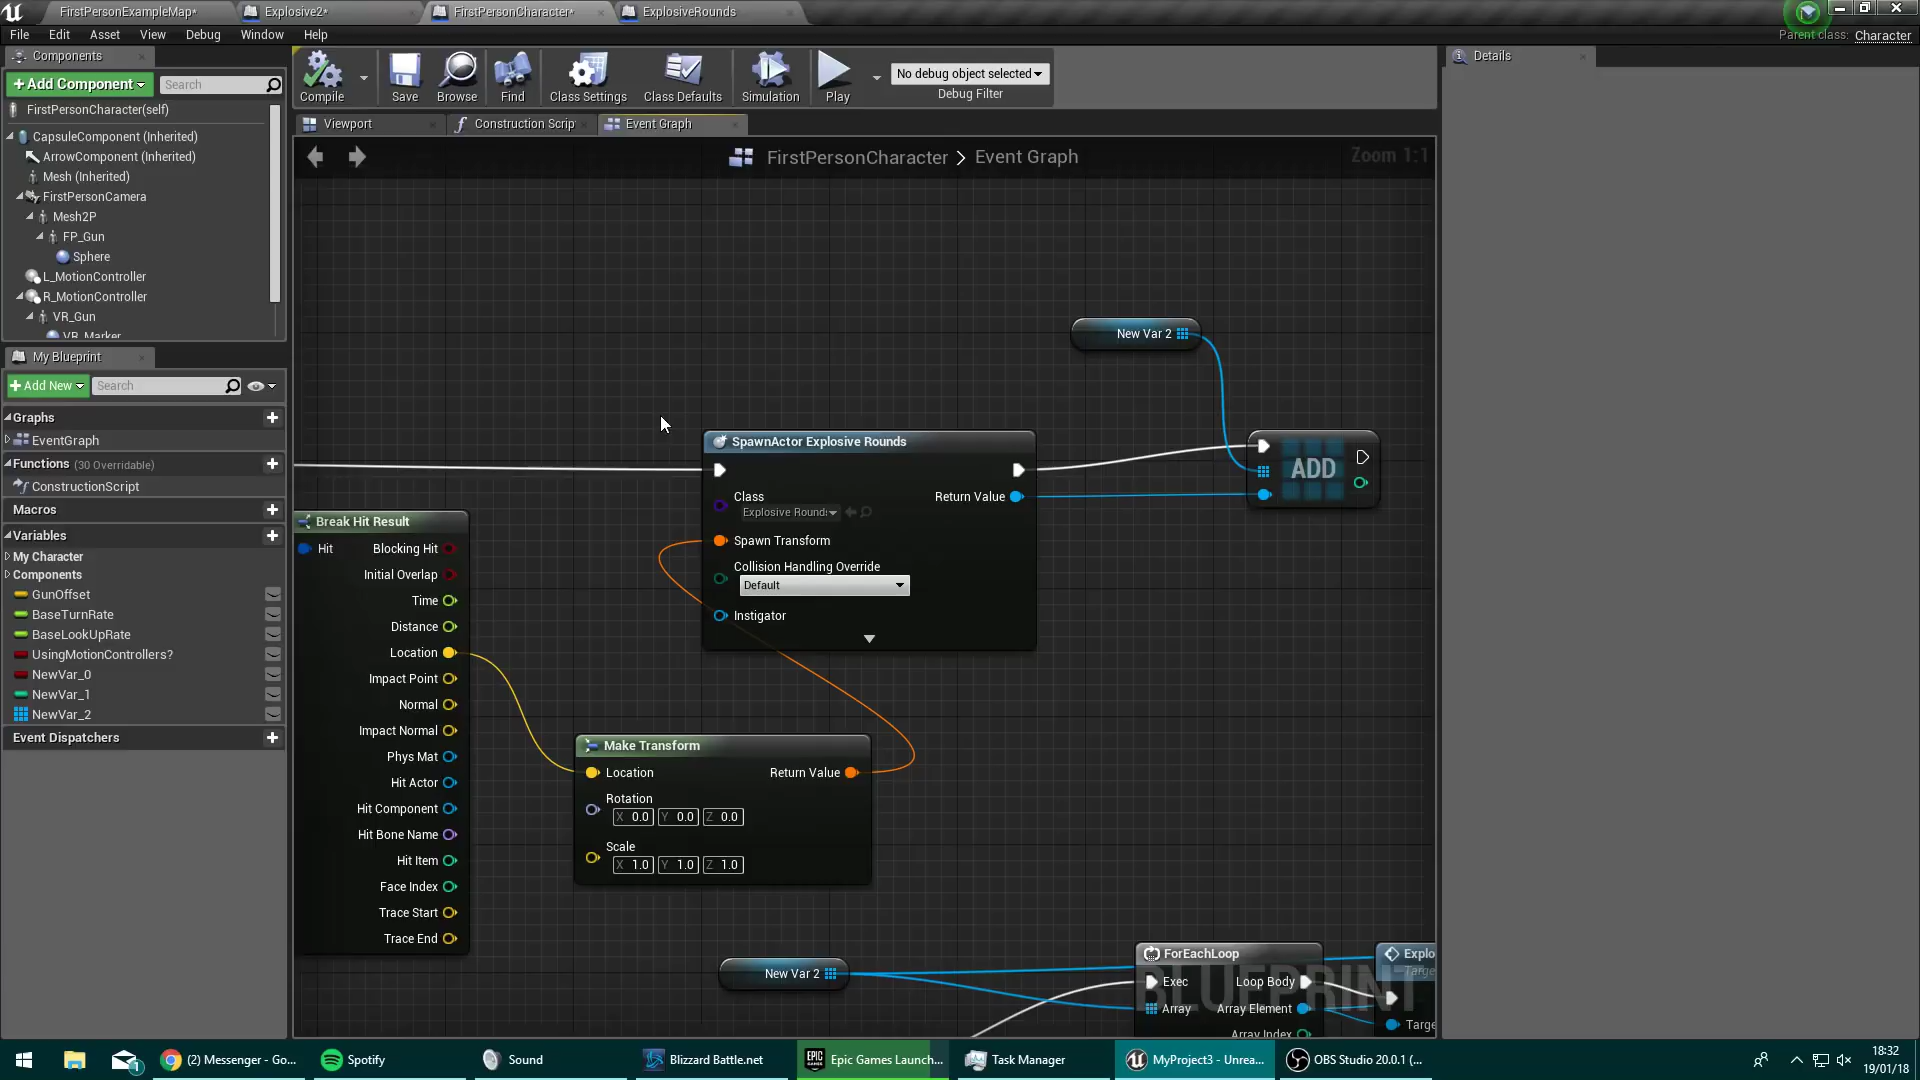 FirstPersonExampleMap*
Explosive2*
FirstPersonCharacter*
ExplosiveRounds
File Edit Asset View Debug Window Help
Parent class: Character
Components
+Add Component
Search
FirstPersonCharacter(self)
CapsuleComponent (Inherited)
ArrowComponent (Inherited)
Mesh (Inherited)
FirstPersonCamera
Mesh2P
FP_Gun
Sphere
L_MotionController
R_MotionController
VR_Gun
VR_Marker
Compile
Save
Browse
Find
Class Settings
Class Defaults
Simulation
Play
No debug object selected
Debug Filter
Details
Viewport
Construction Scrip
Event Graph
FirstPersonCharacter > Event Graph
Zoom 1:1
My Blueprint
+Add New
Search
Graphs
EventGraph
Functions (30 Overridable)
ConstructionScript
Macros
Variables
My Character
Components
GunOffset
BaseTurnRate
BaseLookUpRate
UsingMotionControllers?
NewVar_0
NewVar_1
NewVar_2
Event Dispatchers
New Var 2
SpawnActor Explosive Rounds
Class
Explosive Round
Return Value
Spawn Transform
Collision Handling Override
Default
Instigator
ADD
Break Hit Result
Hit
Blocking Hit
Initial Overlap
Time
Distance
Location
Impact Point
Normal
Impact Normal
Phys Mat
Hit Actor
Hit Component
Hit Bone Name
Hit Item
Face Index
Trace Start
Trace End
Make Transform
Location
Return Value
Rotation
X 0.0 Y 0.0 Z 0.0
Scale
X 1.0 Y 1.0 Z 1.0
New Var 2
ForEachLoop
Exec
Loop Body
Array
Array Element
Array Index
Explo
Targe
Targe
BLUEPRINT
(2) Messenger - Go...
Spotify
Sound
Blizzard Battle.net
Epic Games Launch...
Task Manager
MyProject3 - Unrea...
OBS Studio 20.0.1 (...
18:32
19/01/18